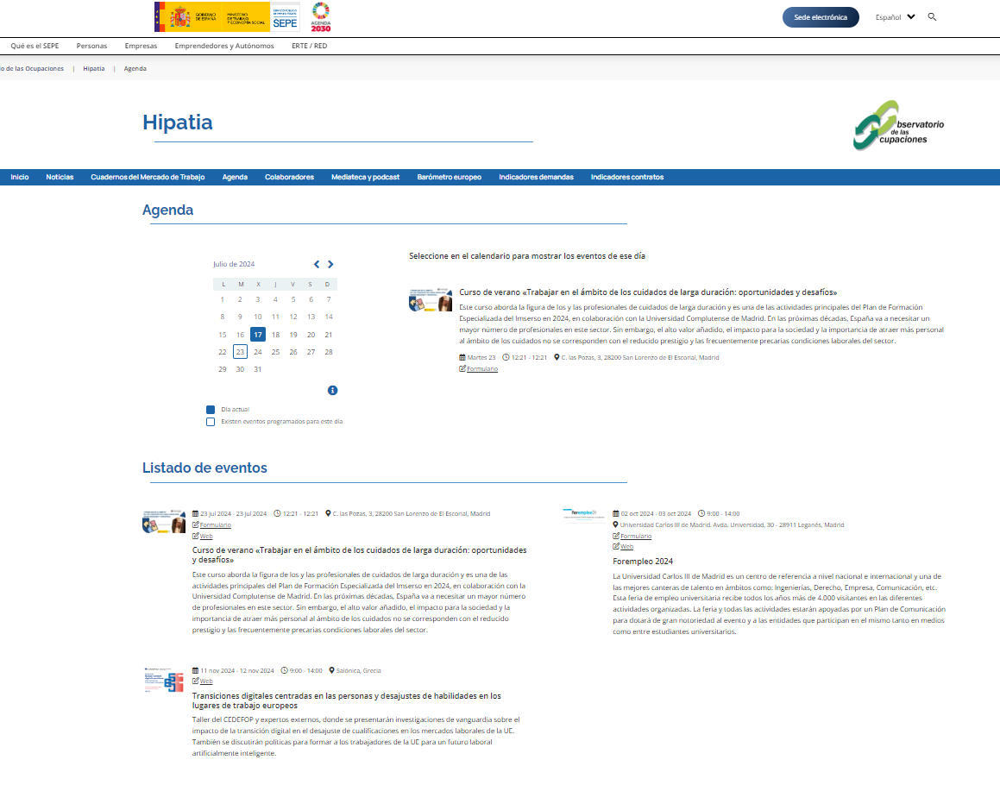 GOBIERNO
DE ESPAÑA
MINISTERIO
DE TRABAJO
Y ECONOMÍA SOCIAL
SERVICIO PÚBLICO
DE EMPLEO ESTATAL
SEPE
AGENDA
2030
Sede electrónica
Español
Qué es el SEPE Personas Empresas Emprendedores y Autónomos ERTE / RED
o de las Ocupaciones | Hipatia | Agenda
Hipatia
bservatorio
de las
cupaciones
Inicio Noticias Cuadernos del Mercado de Trabajo Agenda Colaboradores Mediateca y podcast Barómetro europeo Indicadores demandas Indicadores contratos
Agenda
Julio de 2024
L M X J V S D
1 2 3 4 5 6 7
8 9 10 11 12 13 14
15 16 17 18 19 20 21
22 23 24 25 26 27 28
29 30 31
Día actual
Existen eventos programados para este día
Seleccione en el calendario para mostrar los eventos de ese día
Curso de verano «Trabajar en el ámbito de los cuidados de larga duración: oportunidades y desafíos»
Este curso aborda la figura de los y las profesionales de cuidados de larga duración y es una de las actividades principales del Plan de Formación
Especializada del Imserso en 2024, en colaboración con la Universidad Complutense de Madrid. En las próximas décadas, España va a necesitar un
mayor número de profesionales en este sector. Sin embargo, el alto valor añadido, el impacto para la sociedad y la importancia de atraer más personal
al ámbito de los cuidados no se corresponden con el reducido prestigio y las frecuentemente precarias condiciones laborales del sector.
Martes 23 12:21 - 12:21 C. las Pozas, 3, 28200 San Lorenzo de El Escorial, Madrid
Formulario
Listado de eventos
23 jul 2024 - 23 jul 2024 12:21 - 12:21 C. las Pozas, 3, 28200 San Lorenzo de El Escorial, Madrid
Formulario
Web
Curso de verano «Trabajar en el ámbito de los cuidados de larga duración: oportunidades
y desafíos»
Este curso aborda la figura de los y las profesionales de cuidados de larga duración y es una de las
actividades principales del Plan de Formación Especializada del Imserso en 2024, en colaboración con la
Universidad Complutense de Madrid. En las próximas décadas, España va a necesitar un mayor número
de profesionales en este sector. Sin embargo, el alto valor añadido, el impacto para la sociedad y la
importancia de atraer más personal al ámbito de los cuidados no se corresponden con el reducido
prestigio y las frecuentemente precarias condiciones laborales del sector.
forempleo
02 oct 2024 - 03 oct 2024 9:00 - 14:00
Universidad Carlos III de Madrid. Avda. Universidad, 30 - 28911 Leganés, Madrid
Formulario
Web
Forempleo 2024
La Universidad Carlos III de Madrid es un centro de referencia a nivel nacional e internacional y una de
las mejores canteras de talento en ámbitos como: Ingenierías, Derecho, Empresa, Comunicación, etc.
Esta feria de empleo universitaria recibe todos los años más de 4.000 visitantes en las diferentes
actividades organizadas. La feria y todas las actividades estarán apoyadas por un Plan de Comunicación
para dotará de gran notoriedad al evento y a las entidades que participan en el mismo tanto en medios
como entre estudiantes universitarios.
11 nov 2024 - 12 nov 2024 9:00 - 14:00 Salónica, Grecia
Web
Transiciones digitales centradas en las personas y desajustes de habilidades en los
lugares de trabajo europeos
Taller del CEDEFOP y expertos externos, donde se presentarán investigaciones de vanguardia sobre el
impacto de la transición digital en el desajuste de cualificaciones en los mercados laborales de la UE.
También se discutirán políticas para formar a los trabajadores de la UE para un futuro laboral
artificialmente inteligente.